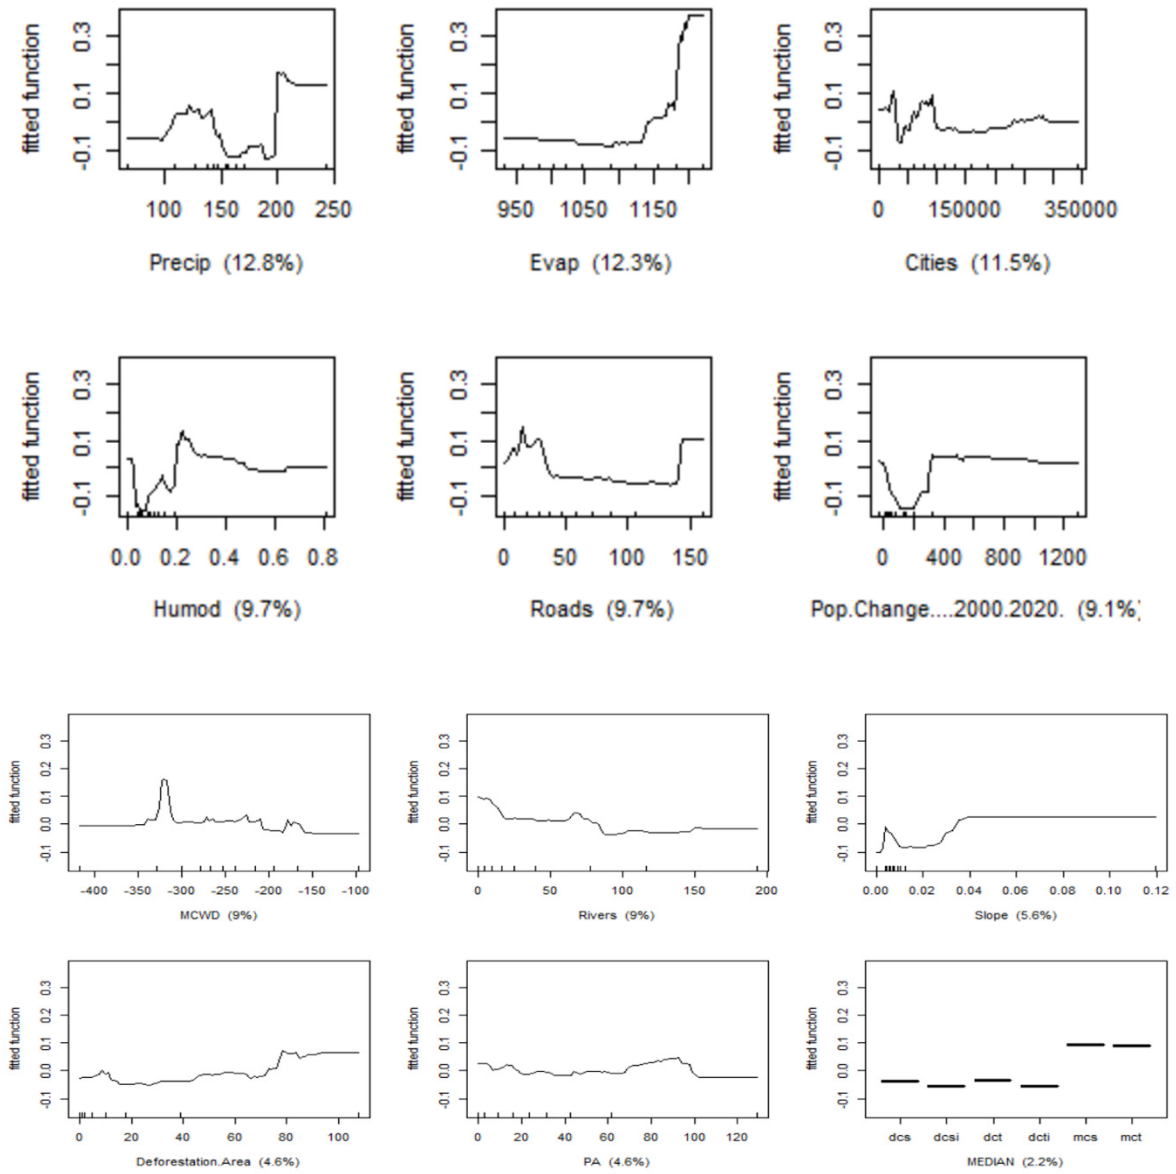 fitted function 0.3 0.1 -0.1
100 150 200 250
Precip (12.8%)
fitted function 0.3 0.1 -0.1
950 1050 1150
Evap (12.3%)
fitted function 0.3 0.1 -0.1
0 150000 350000
Cities (11.5%)
fitted function 0.3 0.1 -0.1
0.0 0.2 0.4 0.6 0.8
Humod (9.7%)
fitted function 0.3 0.1 -0.1
0 50 100 150
Roads (9.7%)
fitted function 0.3 0.1 -0.1
0 400 800 1200
Pop.Change....2000.2020. (9.1%)
fitted function 0.3 0.2 0.1 0.0 -0.1
-400 -350 -300 -250 -200 -150 -100
MCWD (9%)
fitted function 0.3 0.2 0.1 0.0 -0.1
0 50 100 150 200
Rivers (9%)
fitted function 0.3 0.2 0.1 0.0 -0.1
0.00 0.02 0.04 0.06 0.08 0.10 0.12
Slope (5.6%)
fitted function 0.3 0.2 0.1 0.0 -0.1
0 20 40 60 80 100
Deforestation.Area (4.6%)
fitted function 0.3 0.2 0.1 0.0 -0.1
0 20 40 60 80 100 120
PA (4.6%)
fitted function 0.3 0.2 0.1 0.0 -0.1
dcs dcsi dct dcti mcs mct
MEDIAN (2.2%)